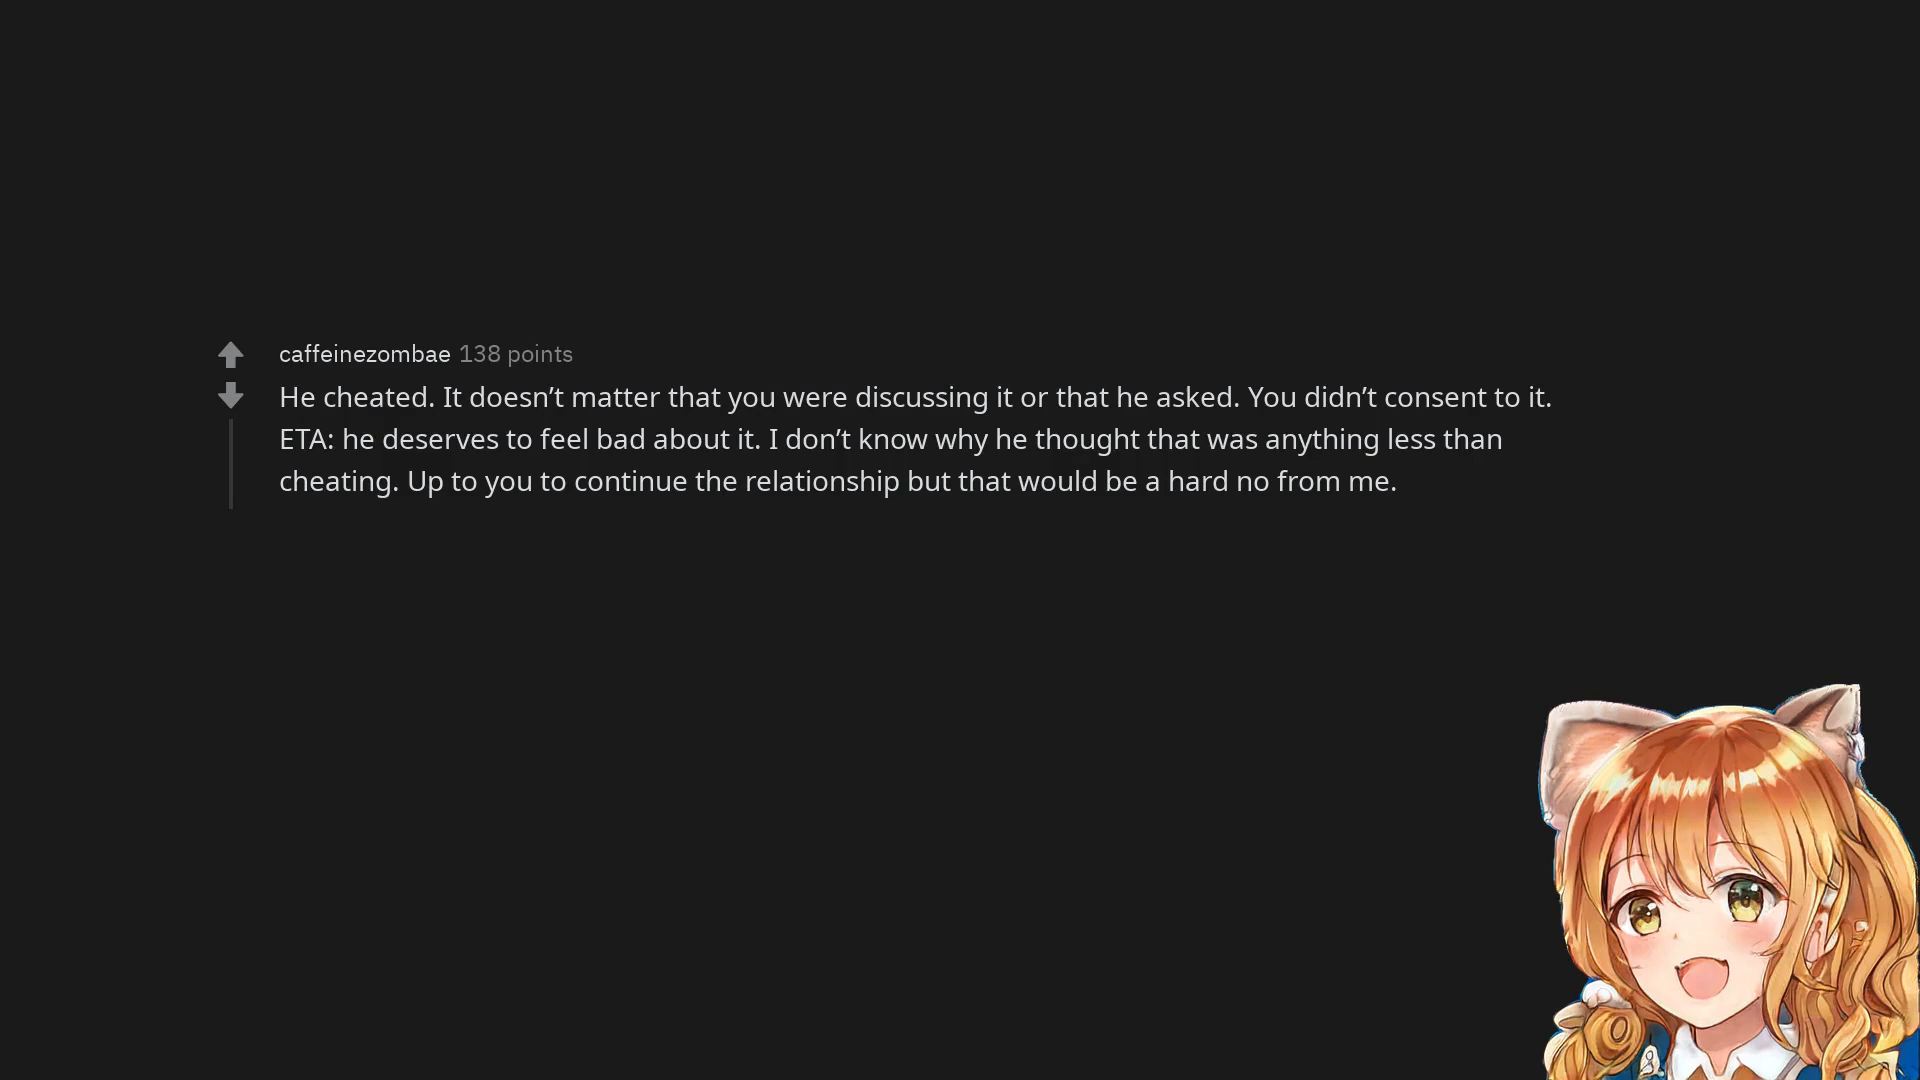 caffeinezombae 138 points
He cheated. It doesn’t matter that you were discussing it or that he asked. You didn’t consent to it.
ETA: he deserves to feel bad about it. I don’t know why he thought that was anything less than
cheating. Up to you to continue the relationship but that would be a hard no from me.